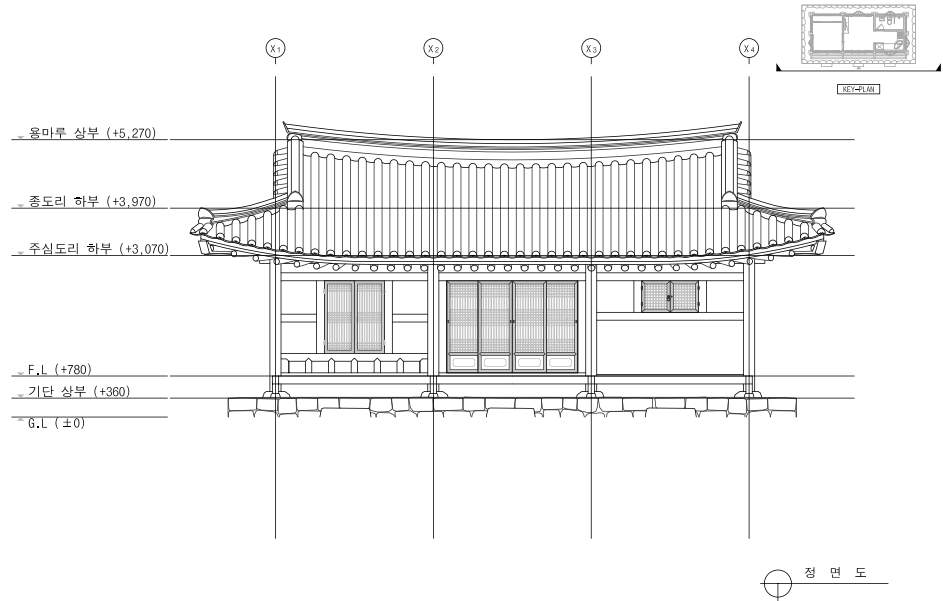 X1
X2
X3
X4
KEY-PLAN
용마루 상부 (+5,270)
종도리 하부 (+3,970)
주심도리 하부 (+3,070)
F.L (+780)
기단 상부 (+360)
G.L (±0)
정 면 도